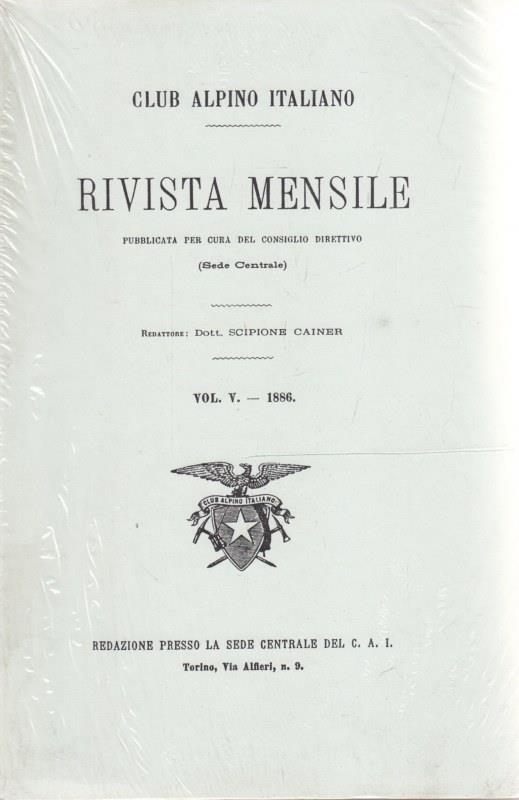 CLUB ALPINO ITALIANO
RIVISTA MENSILE
PUBBLICATA PER CURA DEL CONSIGLIO DIRETTIVO
(Sede Centrale)
REDATTORE: Dott. SCIPIONE CAINER
VOL. V. — 1886.
CLUB ALPINO ITALIANO
REDAZIONE PRESSO LA SEDE CENTRALE DEL C. A. I.
Torino, Via Alfieri, n. 9.